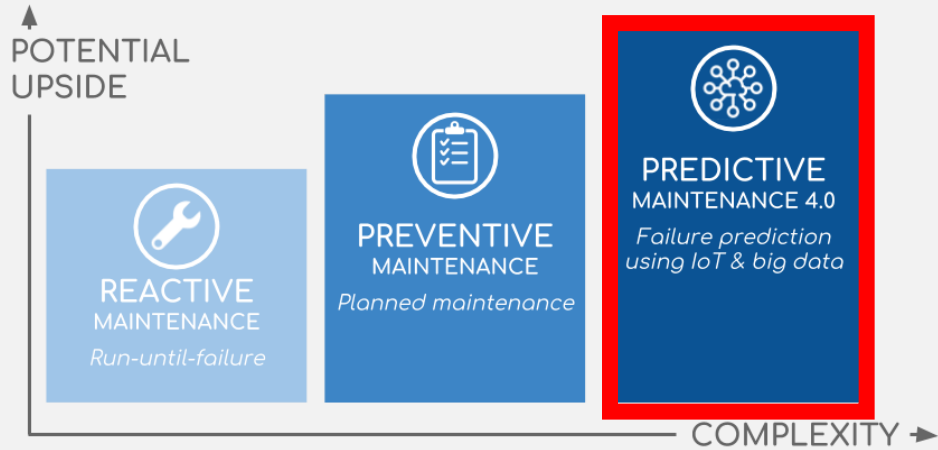 POTENTIAL
UPSIDE
REACTIVE
MAINTENANCE
Run-until-failure
PREVENTIVE
MAINTENANCE
Planned maintenance
PREDICTIVE
MAINTENANCE 4.0
Failure prediction
using IoT & big data
COMPLEXITY